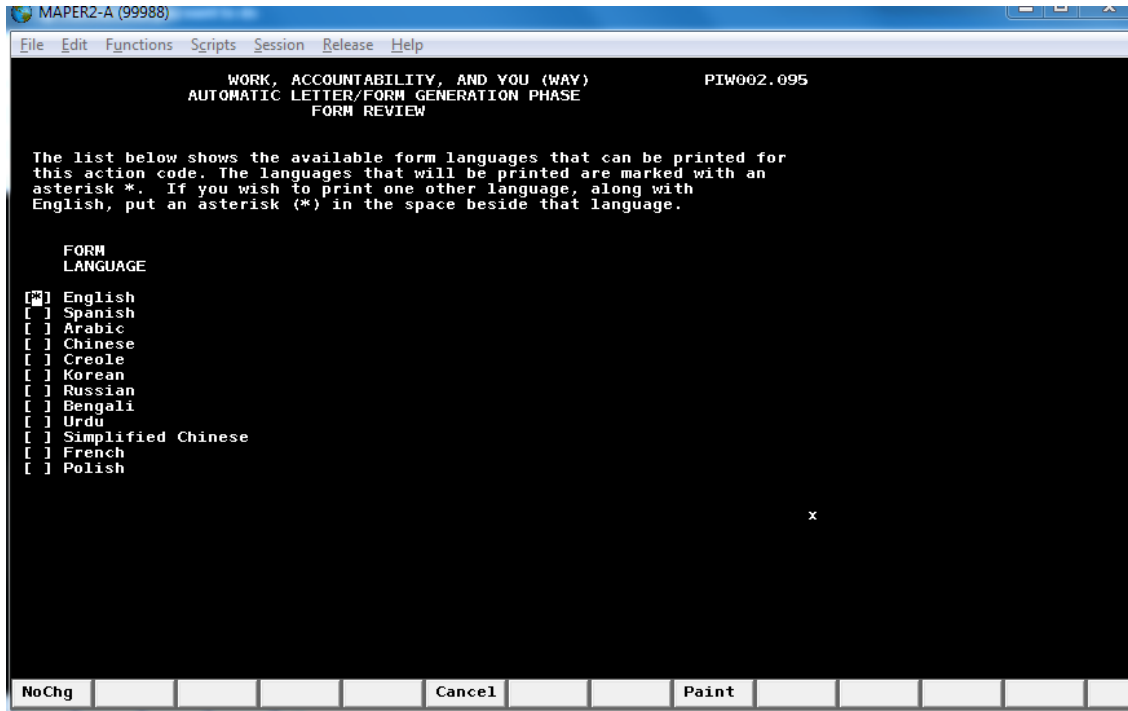 MAPER2-A (99988)
File Edit Functions Scripts Session Release Help
WORK, ACCOUNTABILITY, AND YOU (WAY) PIW002.095
AUTOMATIC LETTER/FORM GENERATION PHASE
FORM REVIEW
The list below shows the available form languages that can be printed for
this action code. The languages that will be printed are marked with an
asterisk *. If you wish to print one other language, along with
English, put an asterisk (*) in the space beside that language.
FORM
LANGUAGE
[*] English
[ ] Spanish
[ ] Arabic
[ ] Chinese
[ ] Creole
[ ] Korean
[ ] Russian
[ ] Bengali
[ ] Urdu
[ ] Simplified Chinese
[ ] French
[ ] Polish
x
NoChg Cancel Paint